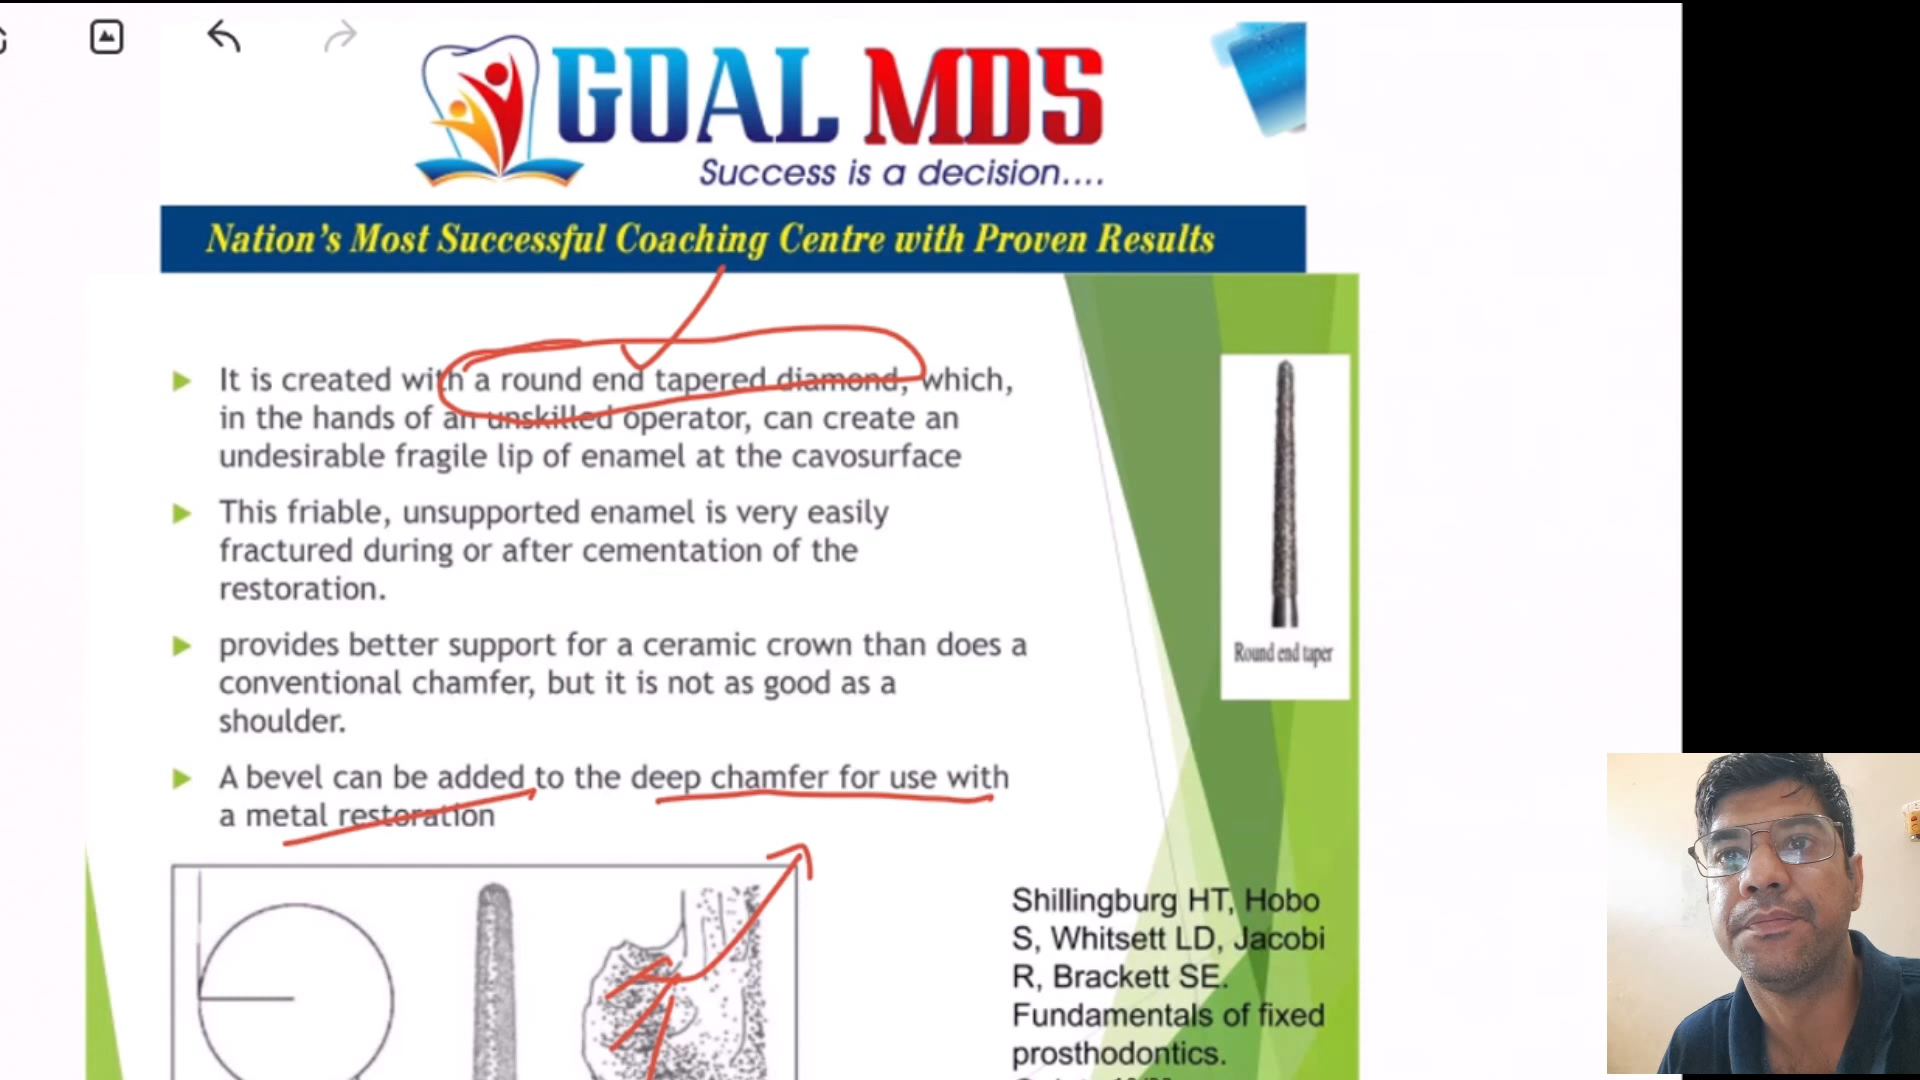 GOAL MDS
Success is a decision....
Nation's Most Successful Coaching Centre with Proven Results
It is created with a round end tapered diamond, which,
in the hands of an unskilled operator, can create an
undesirable fragile lip of enamel at the cavosurface
This friable, unsupported enamel is very easily
fractured during or after cementation of the
restoration.
provides better support for a ceramic crown than does a
conventional chamfer, but it is not as good as a
shoulder.
A bevel can be added to the deep chamfer for use with
a metal restoration
Round end taper
Shillingburg HT, Hobo
S, Whitsett LD, Jacobi
R, Brackett SE.
Fundamentals of fixed
prosthodontics.